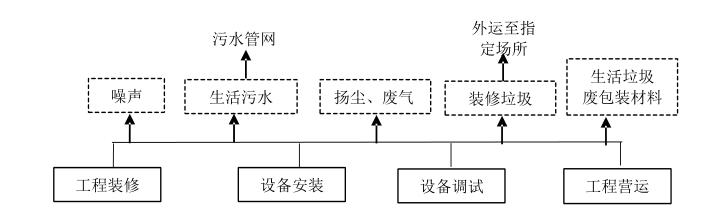 污水管网
外运至指
定场所
噪声
生活污水
扬尘、废气
装修垃圾
生活垃圾
废包装材料
工程装修
设备安装
设备调试
工程营运